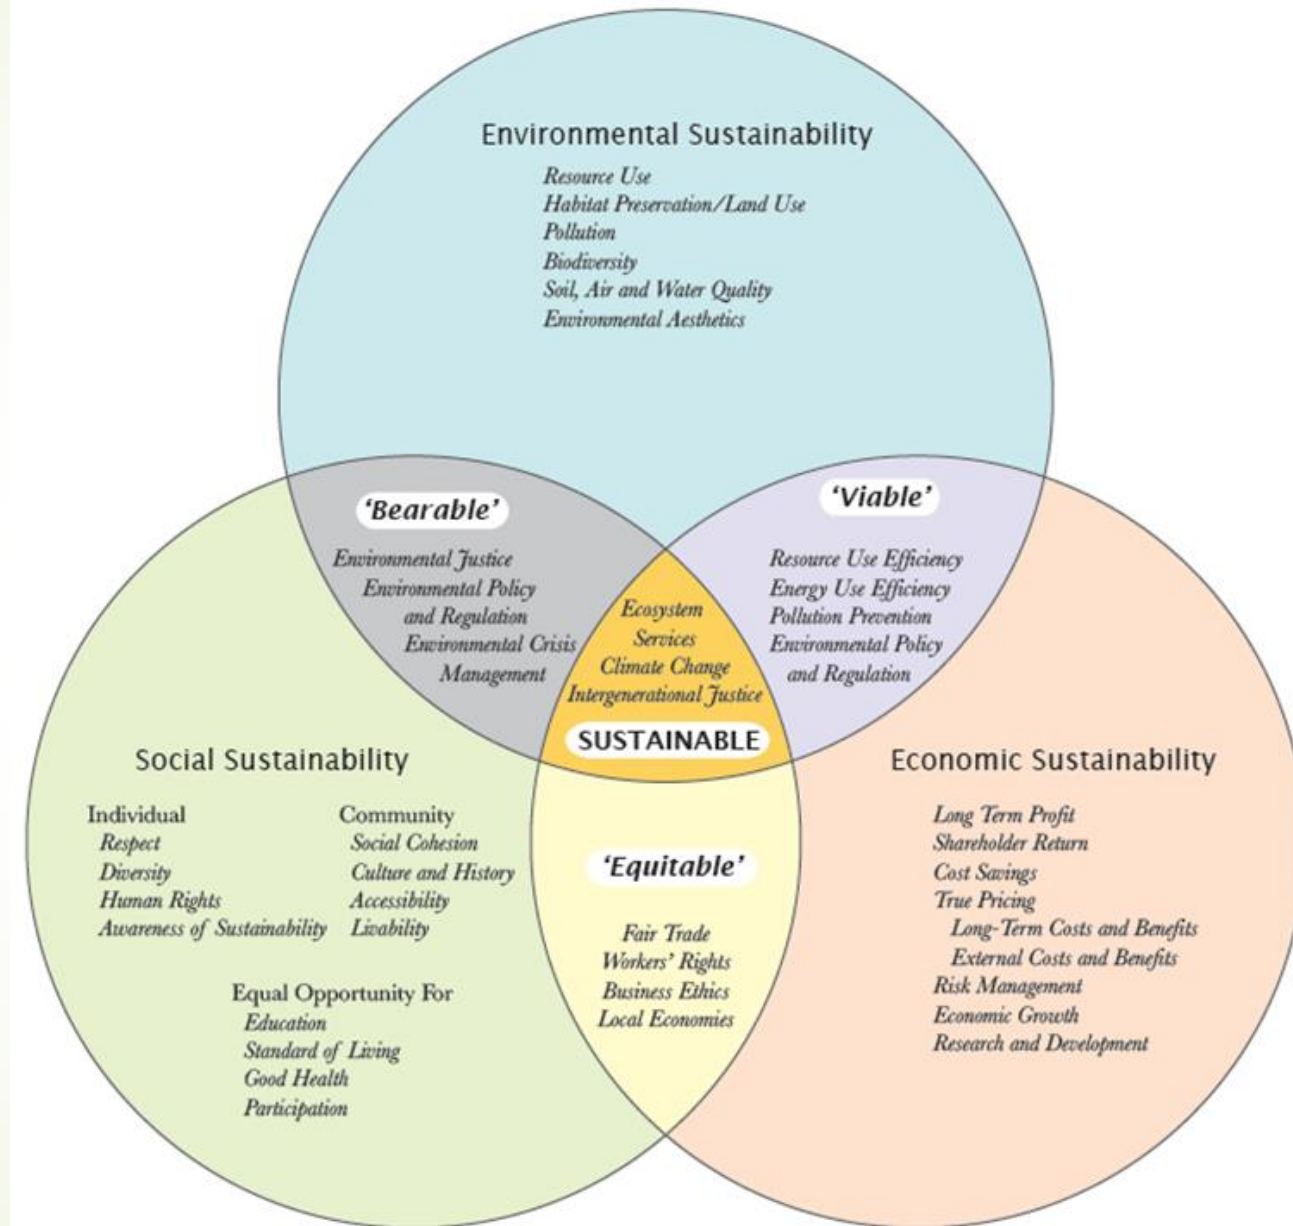 Environmental Sustainability
Resource Use
Habitat Preservation/Land Use
Pollution
Biodiversity
Soil, Air and Water Quality
Environmental Aesthetics
‘Bearable’
Environmental Justice
Environmental Policy
and Regulation
Environmental Crisis
Management
‘Viable’
Resource Use Efficiency
Energy Use Efficiency
Pollution Prevention
Environmental Policy
and Regulation
Ecosystem
Services
Climate Change
Intergenerational Justice
SUSTAINABLE
Social Sustainability
Individual
Respect
Diversity
Human Rights
Awareness of Sustainability
Community
Social Cohesion
Culture and History
Accessibility
Livability
Equal Opportunity For
Education
Standard of Living
Good Health
Participation
‘Equitable’
Fair Trade
Workers’ Rights
Business Ethics
Local Economies
Economic Sustainability
Long Term Profit
Shareholder Return
Cost Savings
True Pricing
Long-Term Costs and Benefits
External Costs and Benefits
Risk Management
Economic Growth
Research and Development